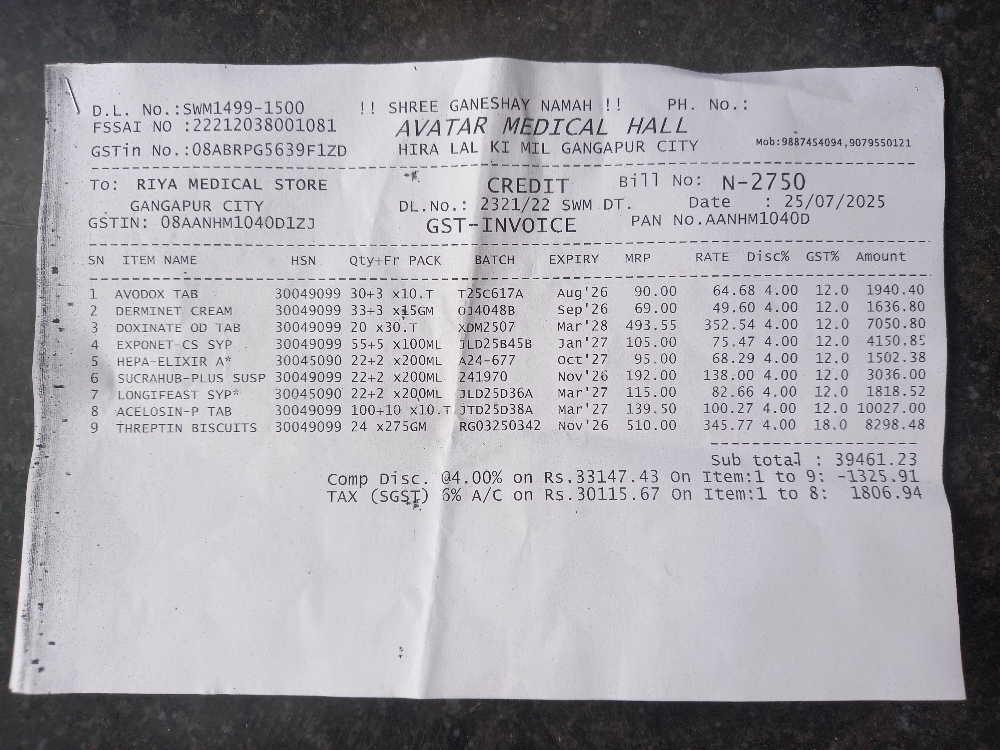 D.L. No.:SWM1499-1500 !! SHREE GANESHAY NAMAH !! PH. No.:
FSSAI NO :22212038001081 AVATAR MEDICAL HALL
GSTin No.:08ABRPG5639F1ZD HIRA LAL KI MIL GANGAPUR CITY Mob:9887454094,9079550121
To: RIYA MEDICAL STORE CREDIT Bill No: N-2750
GANGAPUR CITY DL.No.: 2321/22 SWM DT. Date : 25/07/2025
GSTIN: 08AANHM1040D1ZJ GST-INVOICE PAN No.AANHM1040D
SN ITEM NAME HSN Qty+Fr PACK BATCH EXPIRY MRP RATE Disc% GST% Amount
1 AVODOX TAB 30049099 30+3 x10.T T25C617A Aug'26 90.00 64.68 4.00 12.0 1940.40
2 DERMINET CREAM 30049099 33+3 x15GM 014048B Sep'26 69.00 49.60 4.00 12.0 1636.80
3 DOXINATE OD TAB 30049099 20 x30.T XDM2507 Mar'28 493.55 352.54 4.00 12.0 7050.80
4 EXPONET-CS SYP 30049099 55+5 x100ML JLD25B45B Jan'27 105.00 75.47 4.00 12.0 4150.85
5 HEPA-ELIXIR A* 30045090 22+2 x200ML A24-677 Oct'27 95.00 68.29 4.00 12.0 1502.38
6 SUCRAHUB-PLUS SUSP 30049099 22+2 x200ML 241970 Nov'26 192.00 138.00 4.00 12.0 3036.00
7 LONGIFEAST SYP* 30045090 22+2 x200ML JLD25D36A Mar'27 115.00 82.66 4.00 12.0 1818.52
8 ACELOSIN-P TAB 30049099 100+10 x10.T JTD25D38A Mar'27 139.50 100.27 4.00 12.0 10027.00
9 THREPTIN BISCUITS 30049099 24 x275GM RG03250342 Nov'26 510.00 345.77 4.00 18.0 8298.48
Sub total : 39461.23
Comp Disc. @4.00% on Rs.33147.43 On Item:1 to 9: -1325.91
TAX (SGST) 6% A/C on Rs.30115.67 On Item:1 to 8: 1806.94